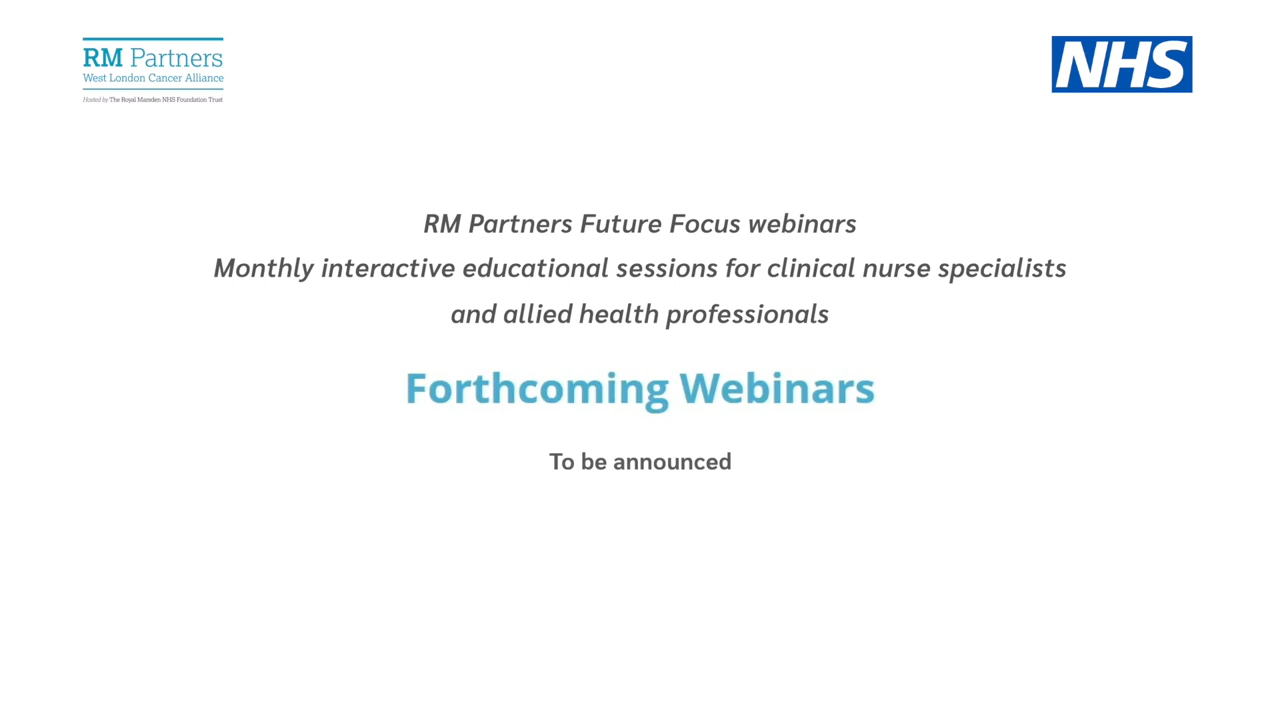 RM Partners
West London Cancer Alliance
Hosted by The Royal Marsden NHS Foundation Trust
NHS
RM Partners Future Focus webinars
Monthly interactive educational sessions for clinical nurse specialists
and allied health professionals
Forthcoming Webinars
To be announced